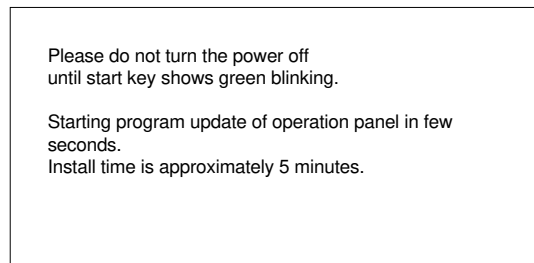 Please do not turn the power off
until start key shows green blinking.
Starting program update of operation panel in few
seconds.
Install time is approximately 5 minutes.